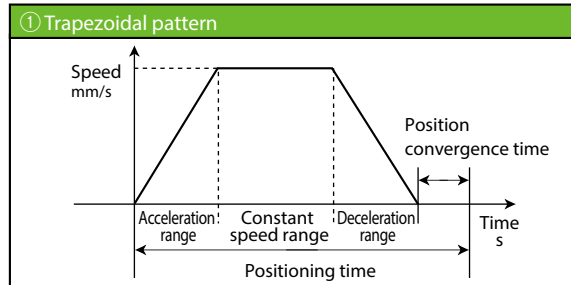 ① Trapezoidal pattern
Speed
mm/s
Position
convergence time
Acceleration
range
Constant
speed range
Deceleration
range
Time
s
Positioning time